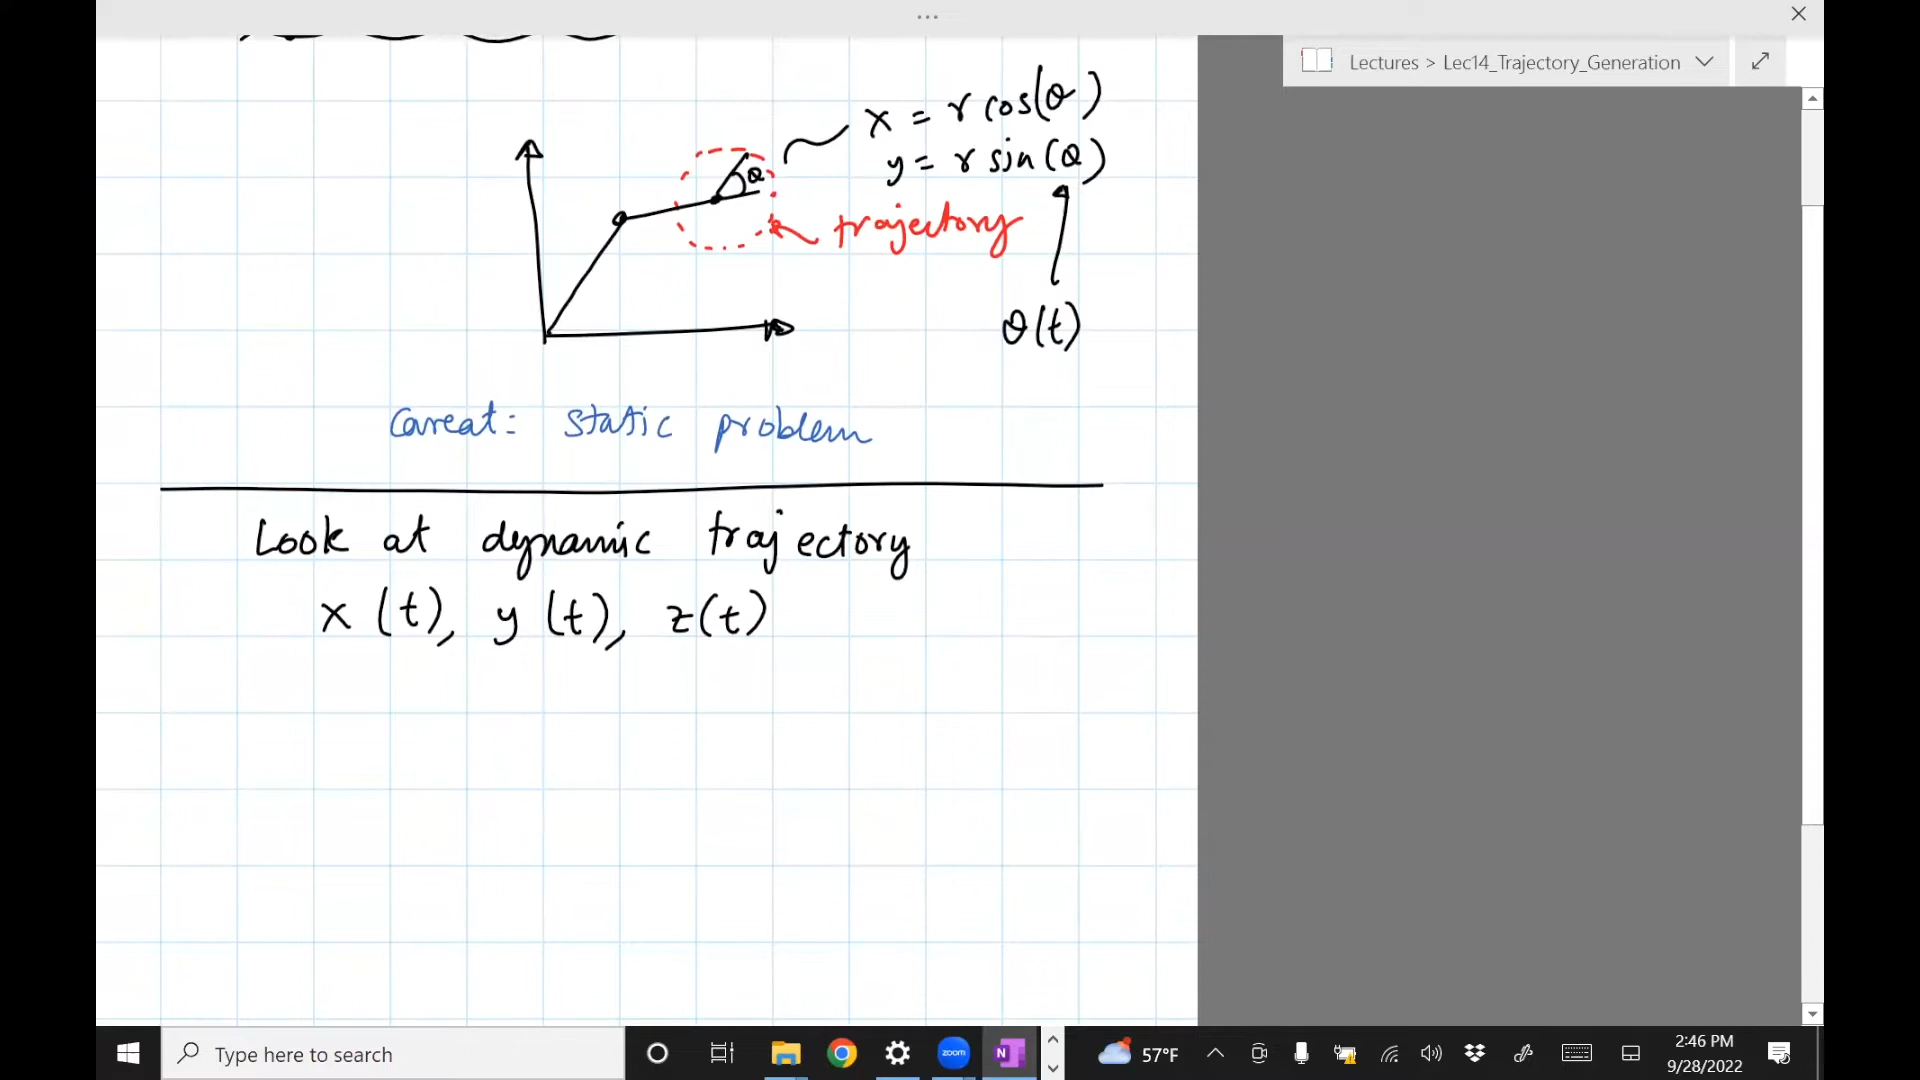 Lectures > Lec14_Trajectory_Generation
x = r cos(θ)
y = r sin(θ)
θ
trajectory
θ(t)
Caveat: static problem
Look at dynamic trajectory
x(t), y(t), z(t)
Type here to search
zoom
N
57°F
2:46 PM
9/28/2022